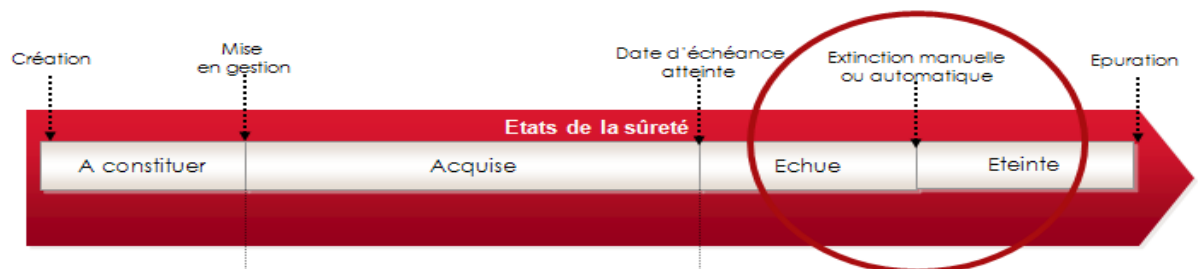 Création
Mise
en gestion
Date d'échéance
atteinte
Extinction manuelle
ou automatique
Epuration
Etats de la sûreté
A constituer
Acquise
Echue
Eteinte